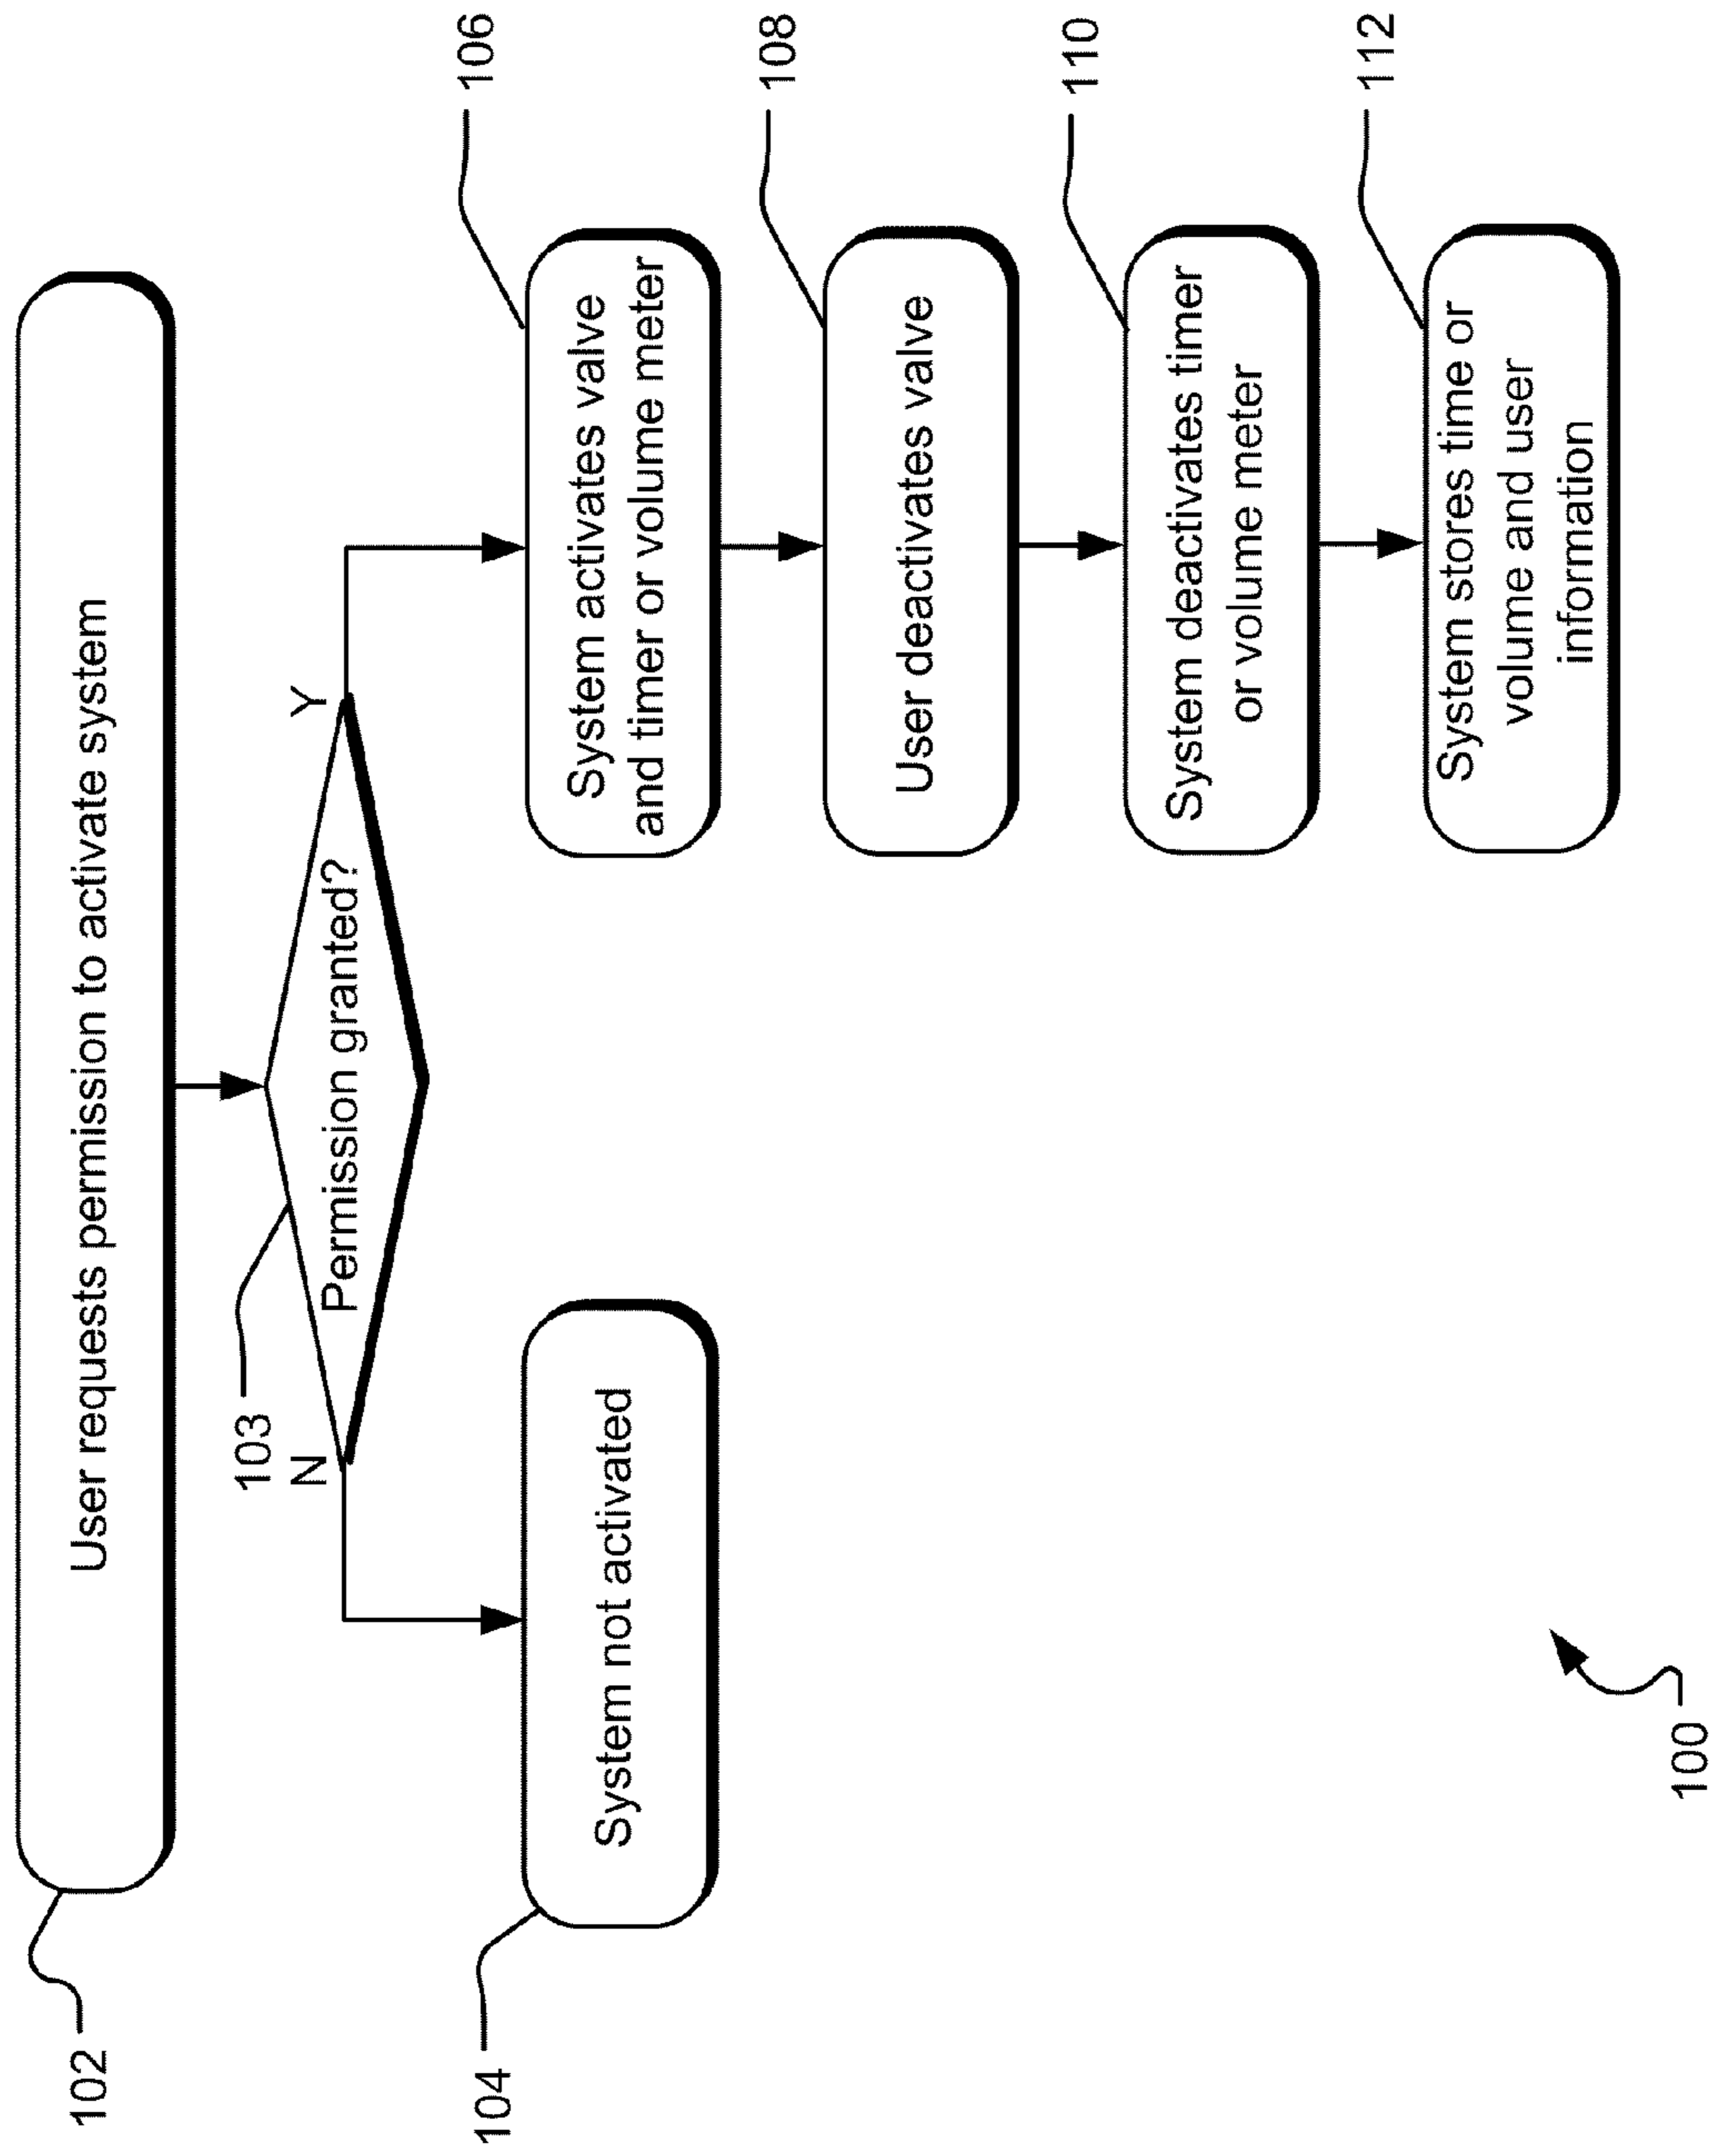 102
User requests permission to activate system
103
Permission granted?
N
Y
104
System not activated
106
System activates valve
and timer or volume meter
108
User deactivates valve
110
System deactivates timer
or volume meter
112
System stores time or
volume and user
information
100